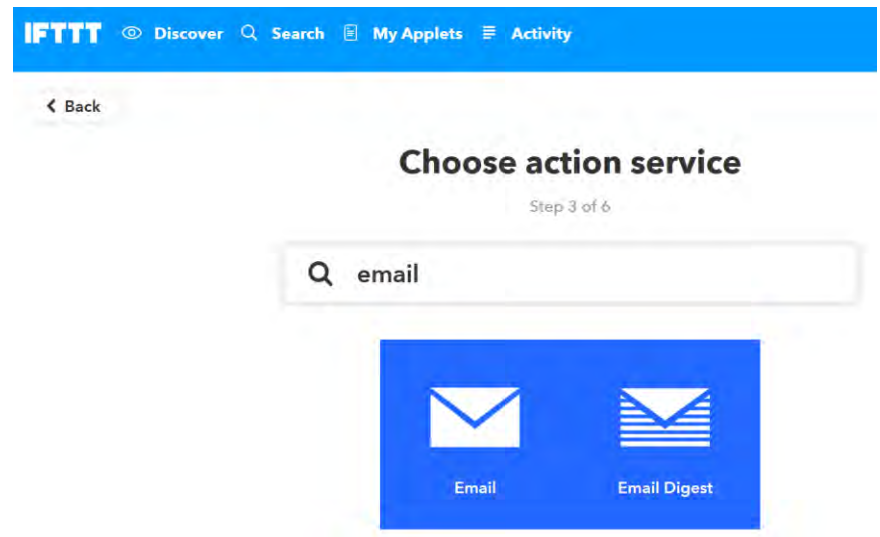 IFTTT Discover Search My Applets Activity
Back
Choose action service
Step 3 of 6
email
Email Email Digest